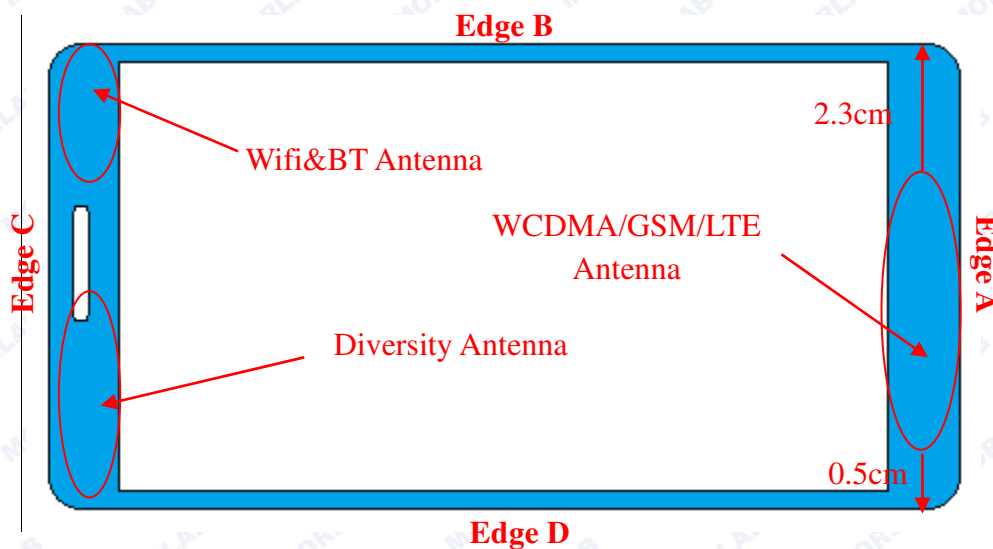 Edge B
2.3cm
Wifi&BT Antenna
Edge C
WCDMA/GSM/LTE
Antenna
Edge A
Diversity Antenna
0.5cm
Edge D